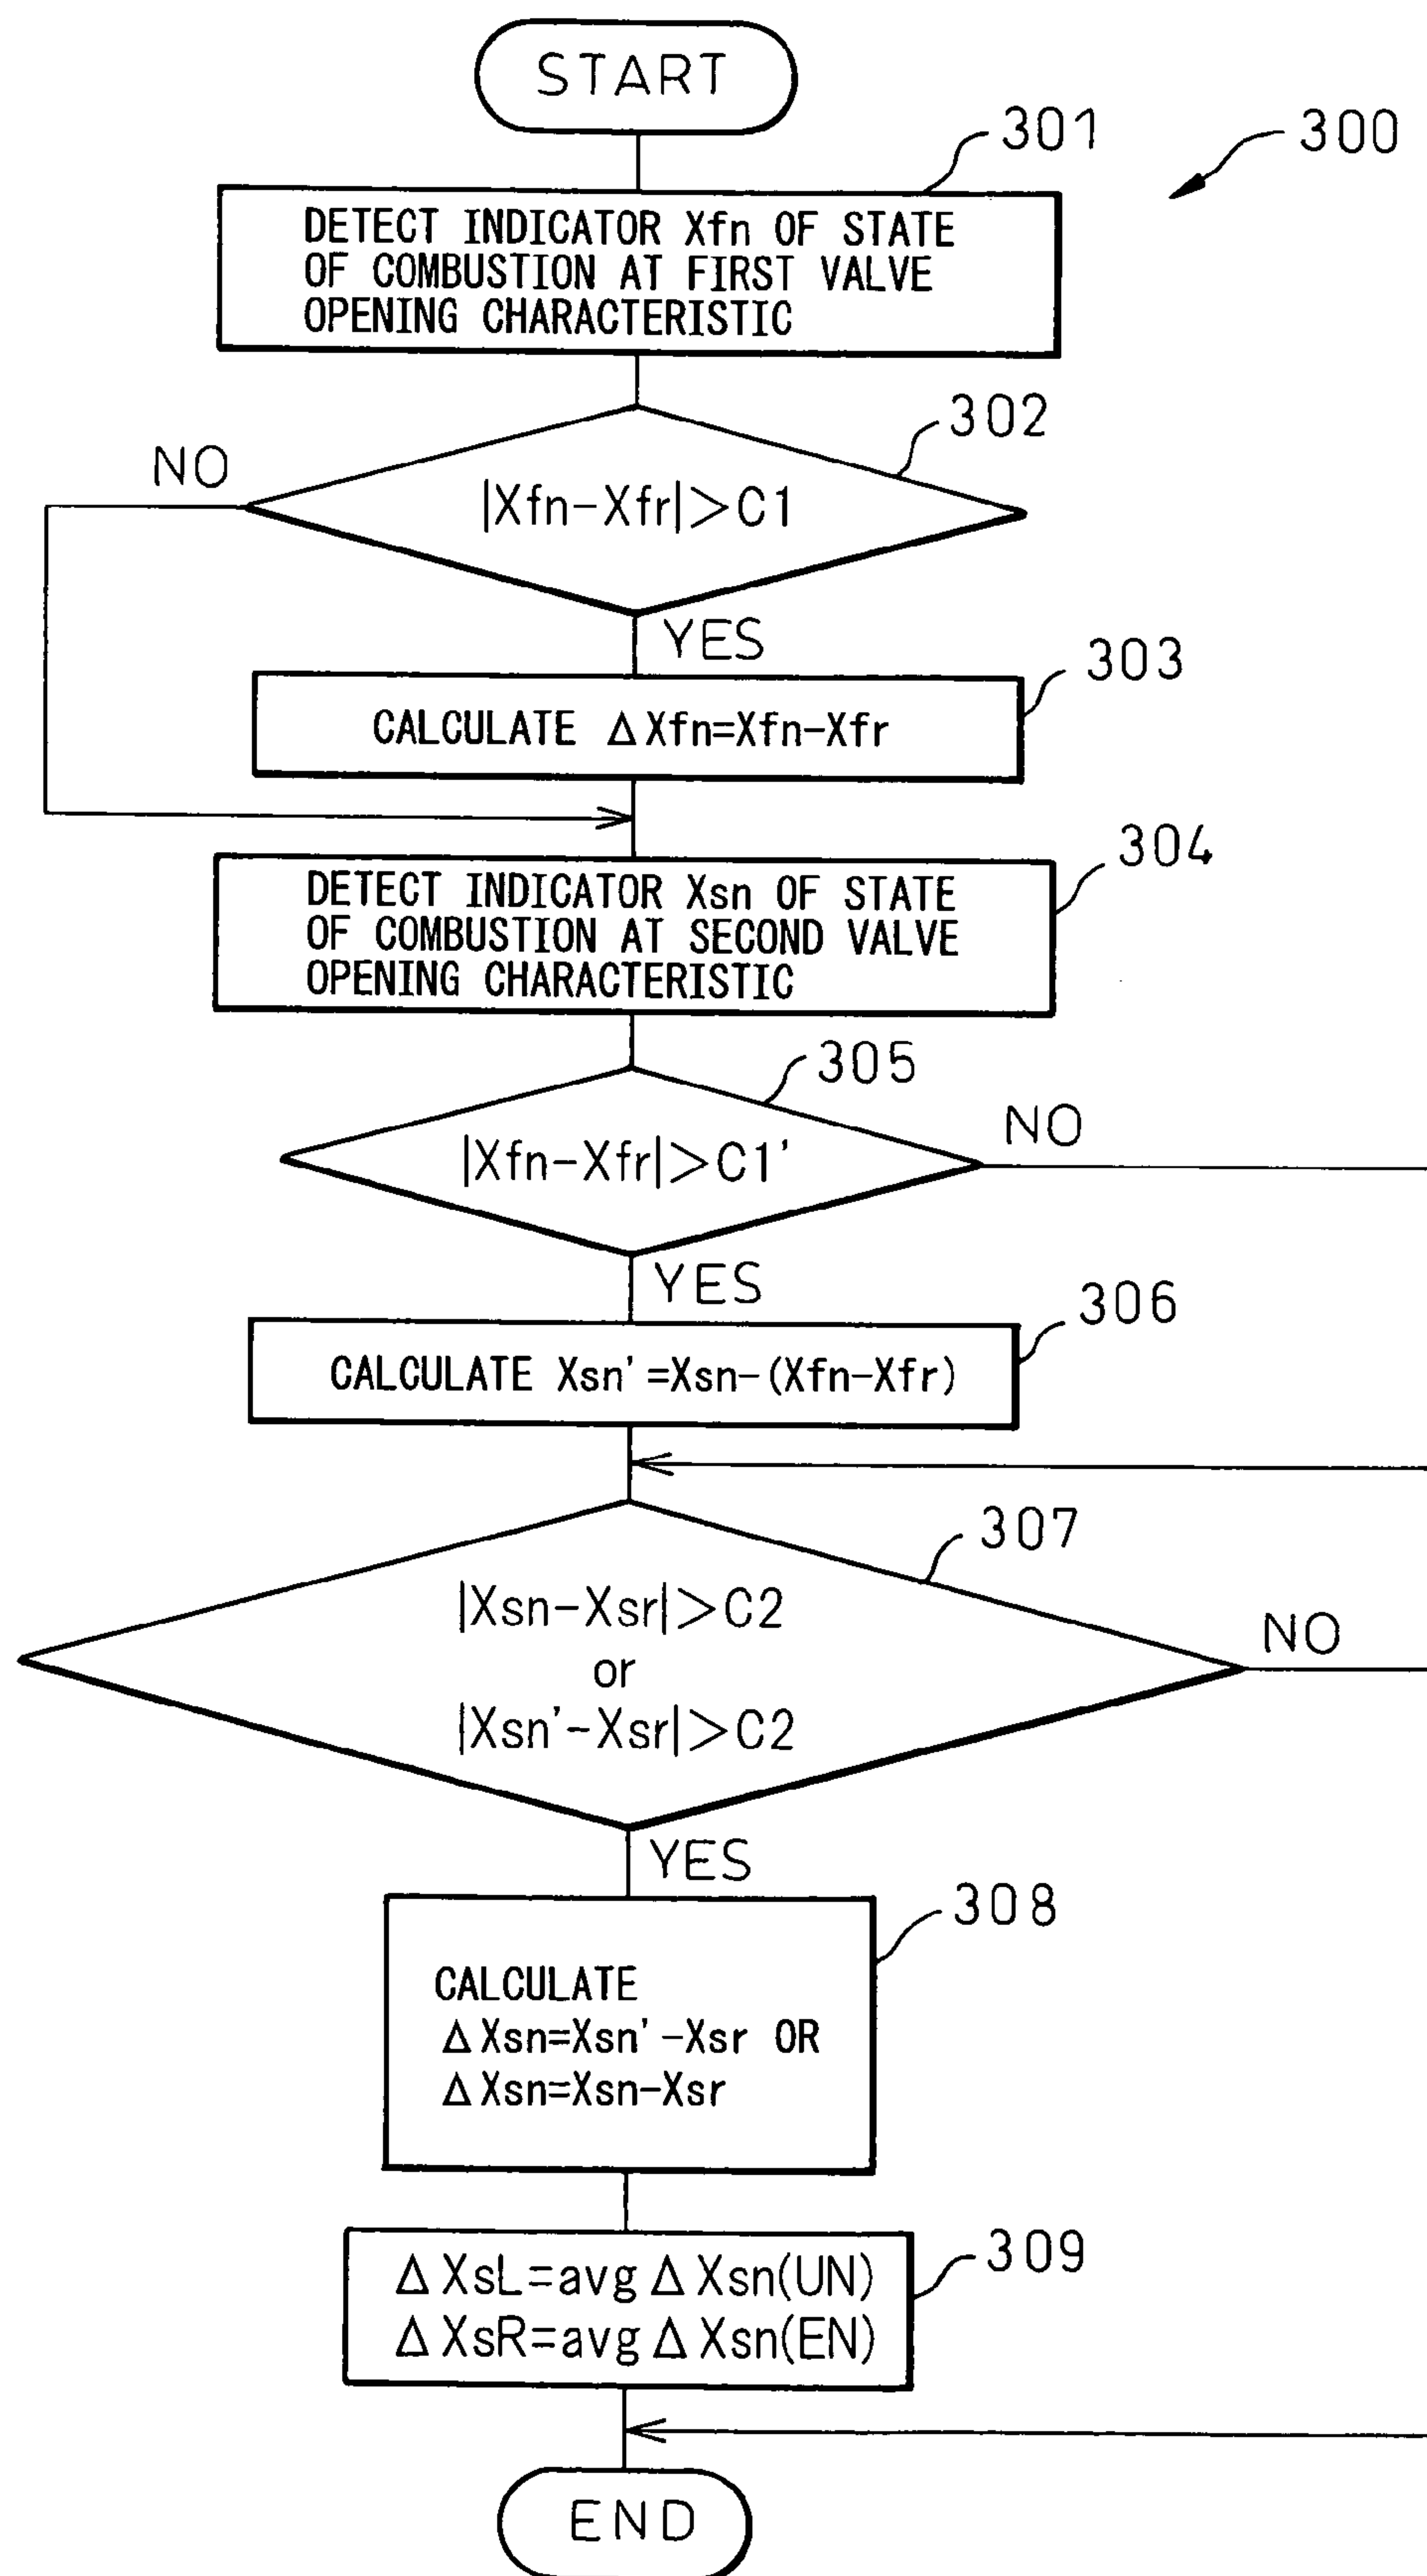 START
301
300
DETECT INDICATOR Xfn OF STATE
OF COMBUSTION AT FIRST VALVE
OPENING CHARACTERISTIC
302
NO
|Xfn-Xfr|>C1
YES
303
CALCULATE ΔXfn=Xfn-Xfr
304
DETECT INDICATOR Xsn OF STATE
OF COMBUSTION AT SECOND VALVE
OPENING CHARACTERISTIC
305
NO
|Xfn-Xfr|>C1'
YES
306
CALCULATE Xsn'=Xsn-(Xfn-Xfr)
307
|Xsn-Xsr|>C2
NO
or
|Xsn'-Xsr|>C2
YES
308
CALCULATE
ΔXsn=Xsn'-Xsr OR
ΔXsn=Xsn-Xsr
309
ΔXsL=avgΔXsn(UN)
ΔXsR=avgΔXsn(EN)
END